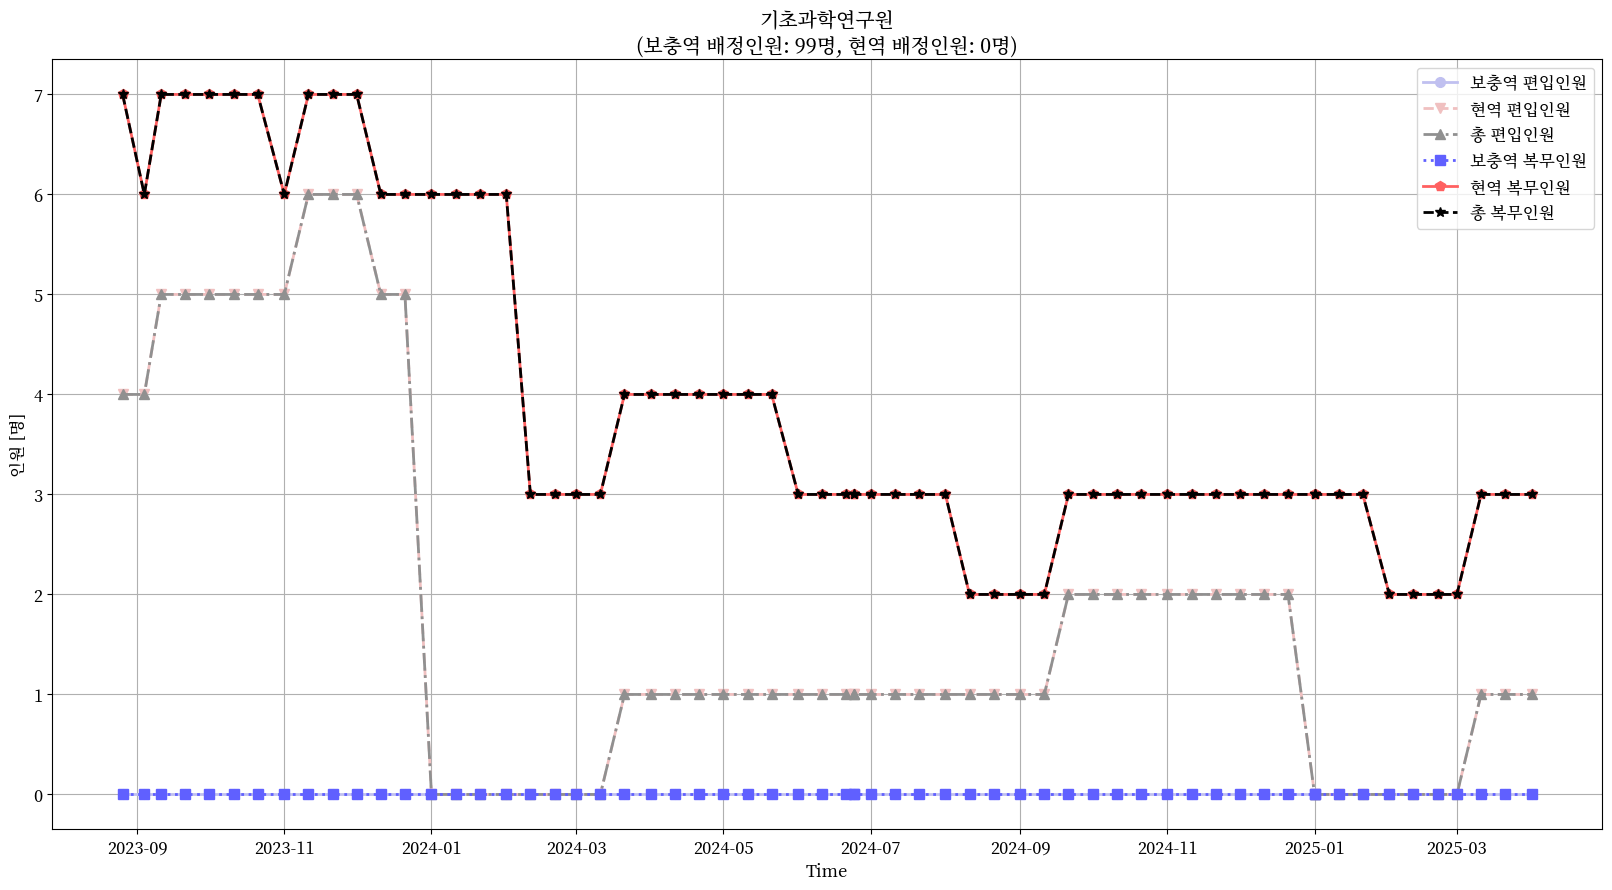 기초과학연구원
(보충역 배정인원: 99명, 현역 배정인원: 0명)
보충역 편입인원
현역 편입인원
총 편입인원
보충역 복무인원
현역 복무인원
총 복무인원
인원 [명]
7
6
5
4
3
2
1
0
2023-09
2023-11
2024-01
2024-03
2024-05
2024-07
2024-09
2024-11
2025-01
2025-03
Time